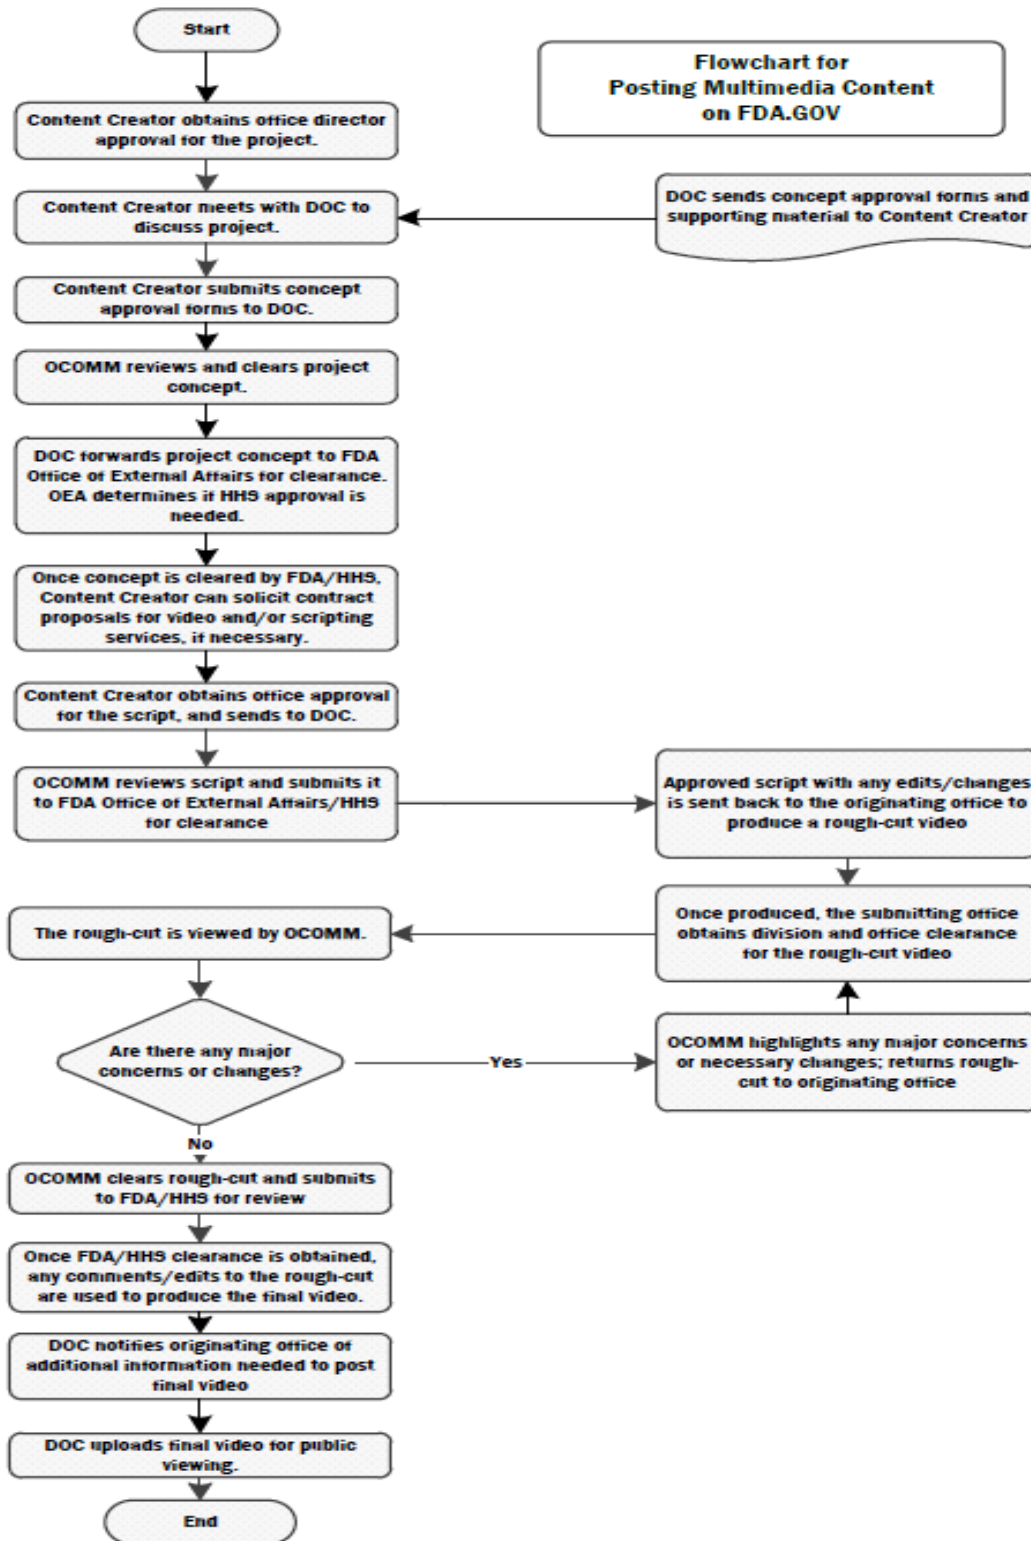 Start
Flowchart for
Posting Multimedia Content
on FDA.GOV
Content Creator obtains office director
approval for the project.
Content Creator meets with DOC to
discuss project.
DOC sends concept approval forms and
supporting material to Content Creator
Content Creator submits concept
approval forms to DOC.
OCOMM reviews and clears project
concept.
DOC forwards project concept to FDA
Office of External Affairs for clearance.
OEA determines if HHS approval is
needed.
Once concept is cleared by FDA/HHS,
Content Creator can solicit contract
proposals for video and/or scripting
services, if necessary.
Content Creator obtains office approval
for the script, and sends to DOC.
OCOMM reviews script and submits it
to FDA Office of External Affairs/HHS
for clearance
Approved script with any edits/changes
is sent back to the originating office to
produce a rough-cut video
Once produced, the submitting office
obtains division and office clearance
for the rough-cut video
The rough-cut is viewed by OCOMM.
Are there any major
concerns or changes?
Yes
OCOMM highlights any major concerns
or necessary changes; returns rough-
cut to originating office
No
OCOMM clears rough-cut and submits
to FDA/HHS for review
Once FDA/HHS clearance is obtained,
any comments/edits to the rough-cut
are used to produce the final video.
DOC notifies originating office of
additional information needed to post
final video
DOC uploads final video for public
viewing.
End